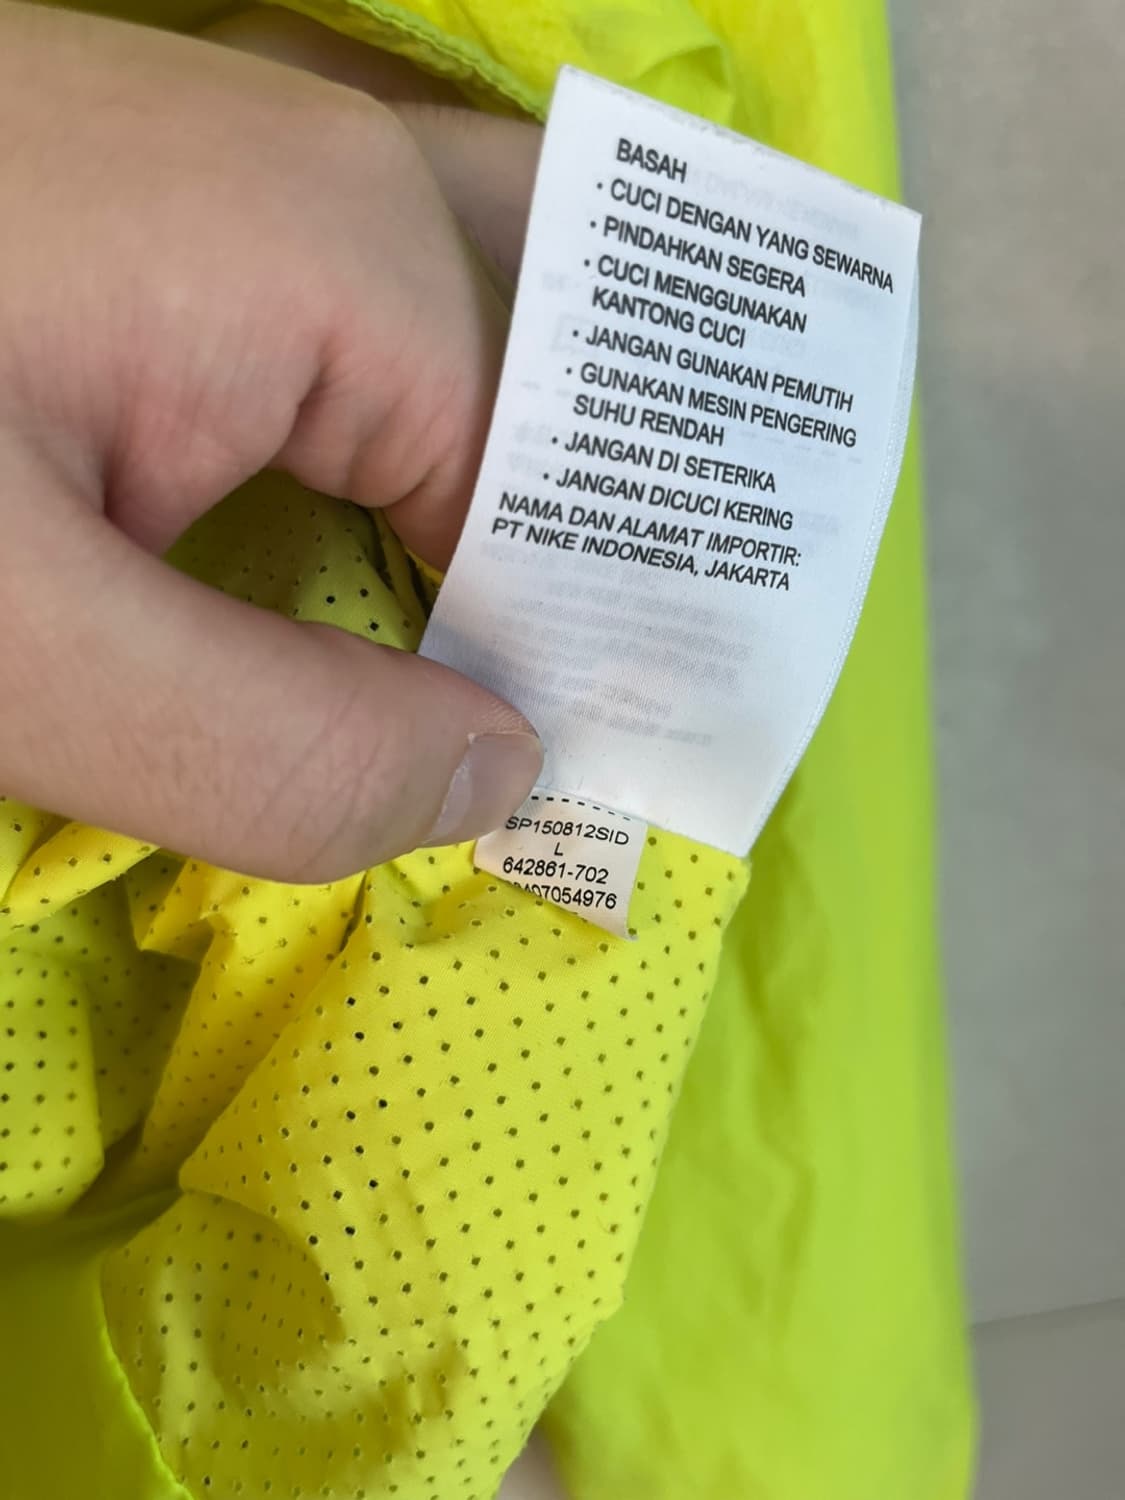 BASAH
• CUCI DENGAN YANG SEWARNA
• PINDAHKAN SEGERA
• CUCI MENGGUNAKAN
KANTONG CUCI
• JANGAN GUNAKAN PEMUTIH
• GUNAKAN MESIN PENGERING
SUHU RENDAH
• JANGAN DI SETERIKA
• JANGAN DICUCI KERING
NAMA DAN ALAMAT IMPORTIR:
PT NIKE INDONESIA, JAKARTA
SP150812SID
L
642861-702